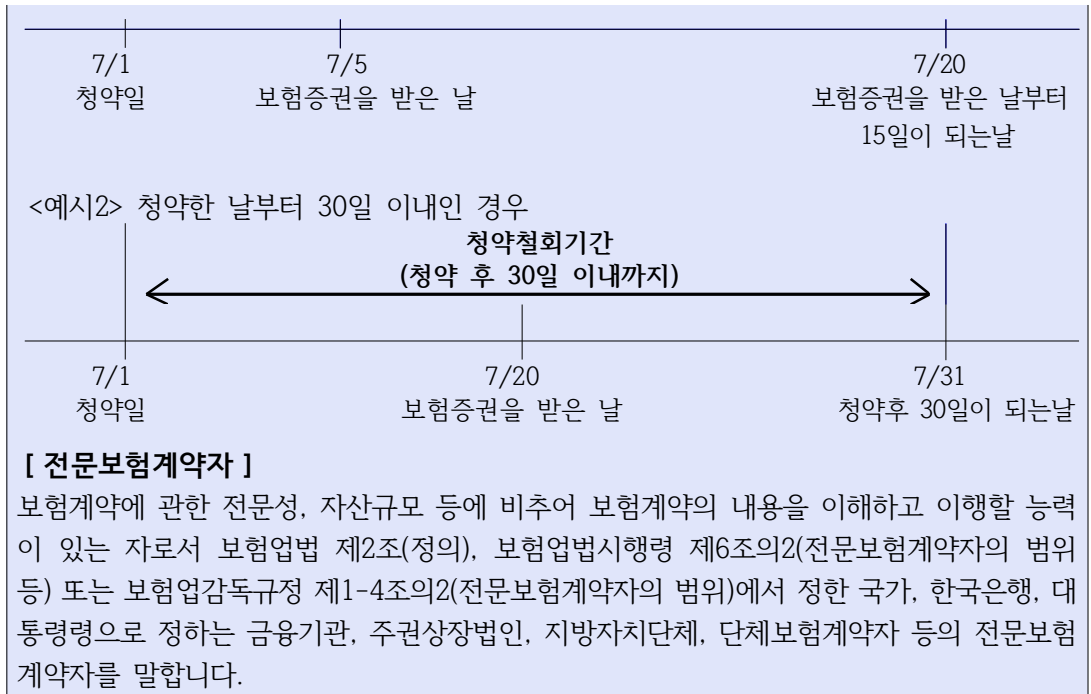 7/1 7/5 7/20
청약일 보험증권을 받은 날 보험증권을 받은 날부터
15일이 되는날
<예시2> 청약한 날부터 30일 이내인 경우
청약철회기간
(청약 후 30일 이내까지)
7/1 7/20 7/31
청약일 보험증권을 받은 날 청약후 30일이 되는날
[ 전문보험계약자 ]
보험계약에 관한 전문성, 자산규모 등에 비추어 보험계약의 내용을 이해하고 이행할 능력
이 있는 자로서 보험업법 제2조(정의), 보험업법시행령 제6조의2(전문보험계약자의 범위
등) 또는 보험업감독규정 제1-4조의2(전문보험계약자의 범위)에서 정한 국가, 한국은행, 대
통령령으로 정하는 금융기관, 주권상장법인, 지방자치단체, 단체보험계약자 등의 전문보험
계약자를 말합니다.